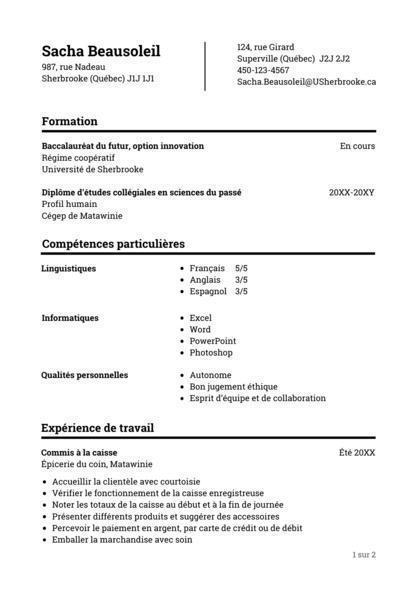 Sacha Beausoleil
987, rue Nadeau
Sherbrooke (Québec) J1J 1J1
124, rue Girard
Superville (Québec)  J2J 2J2
450-123-4567
Sacha.Beausoleil@USherbrooke.ca
Formation
Baccalauréat du futur, option innovation En cours
Régime coopératif
Université de Sherbrooke
Diplôme d'études collégiales en sciences du passé 20XX-20XY
Profil humain
Cégep de Matawinie
Compétences particulières
Linguistiques
• Français 5/5
• Anglais 3/5
• Espagnol 3/5
Informatiques
• Excel
• Word
• PowerPoint
• Photoshop
Qualités personnelles
• Autonome
• Bon jugement éthique
• Esprit d'équipe et de collaboration
Expérience de travail
Commis à la caisse Été 20XX
Épicerie du coin, Matawinie
• Accueillir la clientèle avec courtoisie
• Vérifier le fonctionnement de la caisse enregistreuse
• Noter les totaux de la caisse au début et à la fin de journée
• Présenter différents produits et suggérer des accessoires
• Percevoir le paiement en argent, par carte de crédit ou de débit
• Emballer la marchandise avec soin
1 sur 2